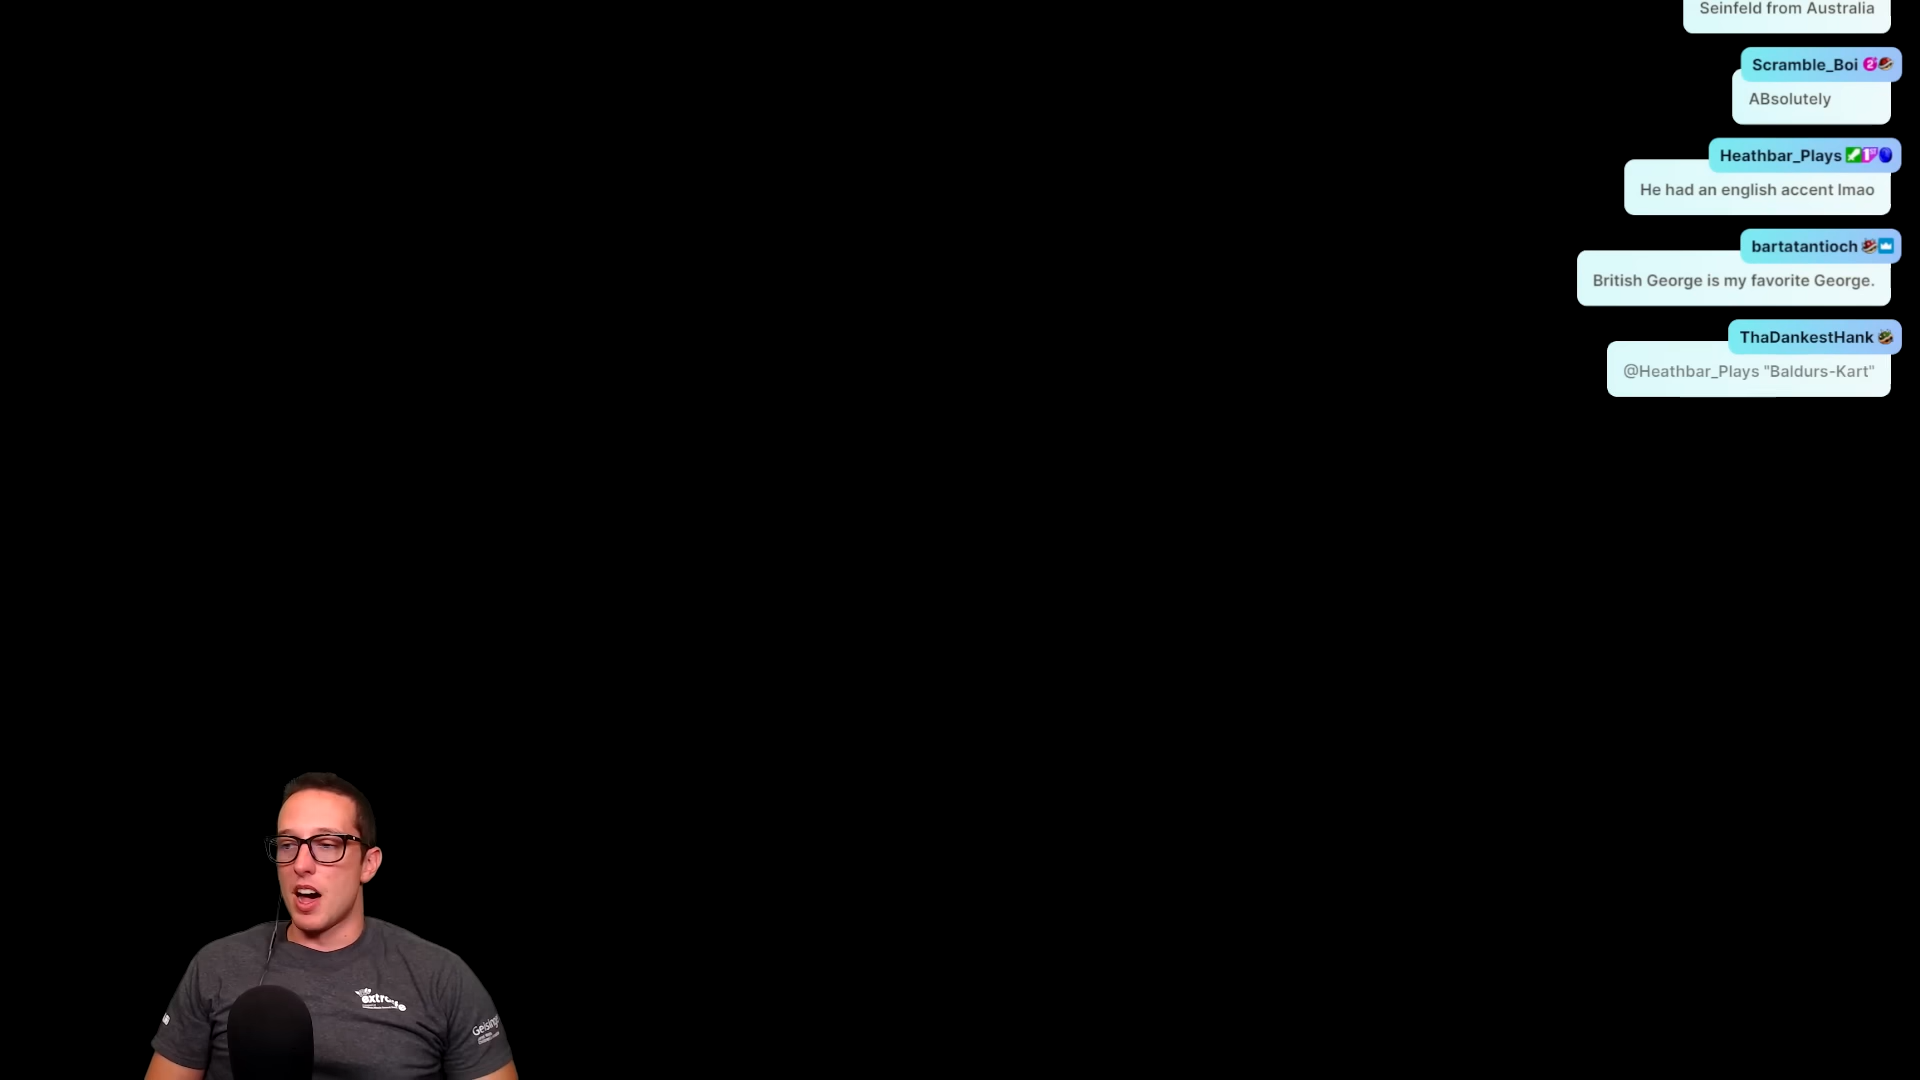 Seinfeld from Australia
Scramble_Boi
ABsolutely
Heathbar_Plays
He had an english accent lmao
bartatantioch
British George is my favorite George.
ThaDankestHank
@Heathbar_Plays "Baldurs-Kart"